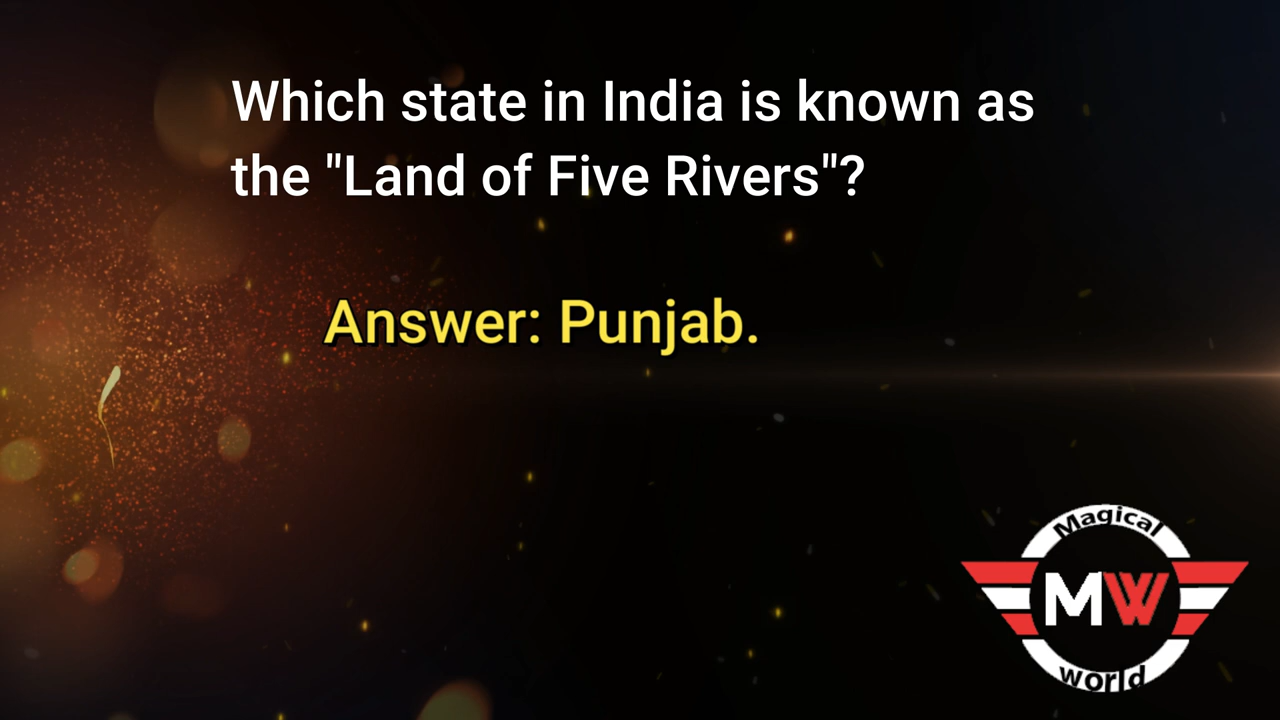 Which state in India is known as
the "Land of Five Rivers"?
Answer: Punjab.
Magical
MW
world